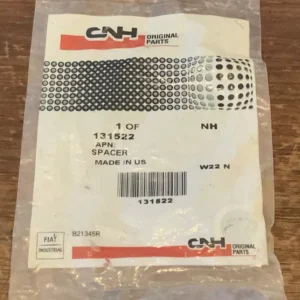 CNH ORIGINAL PARTS
1 OF NH
131522
APN:
SPACER
MADE IN US W22 N
131522
FIAT
INDUSTRIAL
B21345R
CNH ORIGINAL PARTS